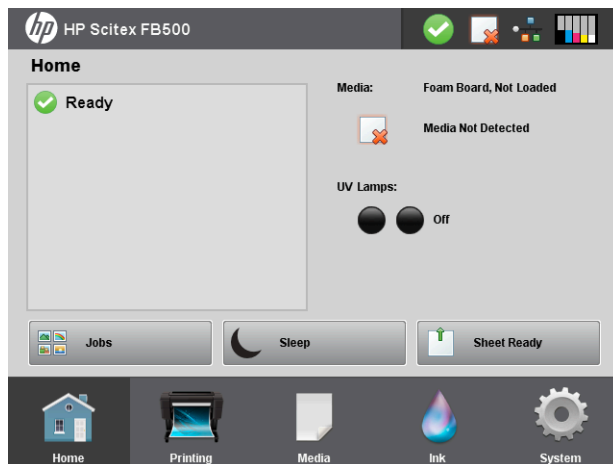 hp HP Scitex FB500
Home
Ready
Media: Foam Board, Not Loaded
Media Not Detected
UV Lamps:
Off
Jobs Sleep Sheet Ready
Home Printing Media Ink System